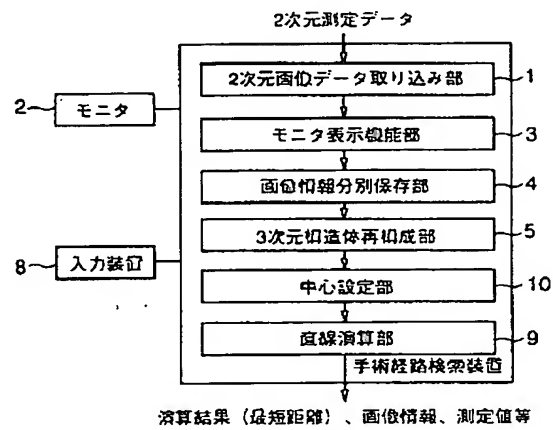 2次元測定データ
2次元画像データ取り込み部
1
2
モニタ
モニタ表示機能部
3
画像情報分別保存部
4
3次元構造体再構成部
5
8
入力装置
中心設定部
10
直線演算部
9
手術経路検索装置
演算結果（最短距離）、画像情報、測定値等